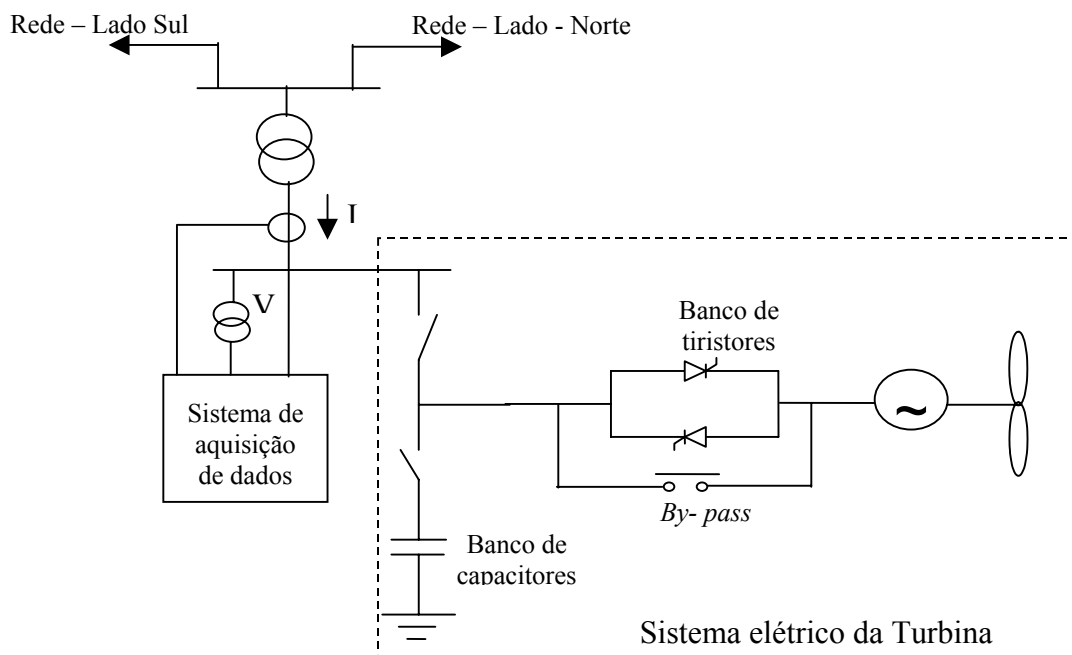 Rede – Lado Sul
Rede – Lado - Norte
I
V
Banco de
tiristores
Sistema de
aquisição
de dados
~
By- pass
Banco de
capacitores
Sistema elétrico da Turbina